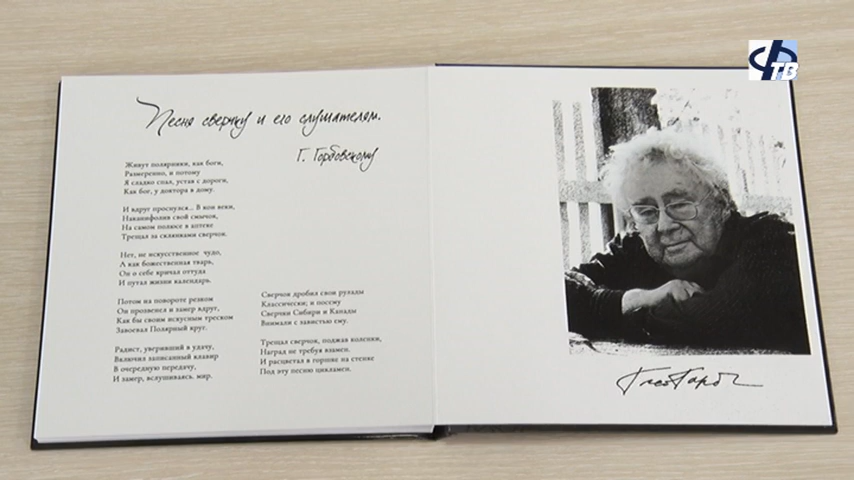 Песня сверчку и его слушателям.
Г. Горбовскому
Живут полярники, как боги,
Размеренно, и потому
Я сладко спал, устав с дороги,
Как бог, у доктора в дому.
И вдруг проснулся... В кои веки,
Наканифолив свой смычок,
На самом полюсе в аптеке
Трещал за склянками сверчок.
Нет, не искусственное чудо,
А как божественная тварь,
Он о себе кричал оттуда
И путал жизни календарь.
Потом на повороте резком
Он прозвенел и замер вдруг,
Как бы своим искусным треском
Завоевал Полярный круг.
Радист, уверивший в удачу,
Включил записанный клавир
В очередную передачу,
И замер, вслушиваясь. мир.
Сверчок дробил свои рулады
Классически; и посему
Сверчки Сибири и Канады
Внимали с завистью ему.
Трещал сверчок, поджав коленки,
Наград не требуя взамен.
И расцветал в горшке на стенке
Под эту песню цикламен.
ТВ